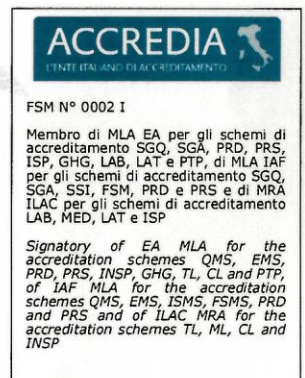 ACCREDIA
L'ENTE ITALIANO DI ACCREDITAMENTO
FSM N° 0002 I
Membro di MLA EA per gli schemi di
accreditamento SGQ, SGA, PRD, PRS,
ISP, GHG, LAB, LAT e PTP, di MLA IAF
per gli schemi di accreditamento SGQ,
SGA, SSI, FSM, PRD e PRS e di MRA
ILAC per gli schemi di accreditamento
LAB, MED, LAT e ISP
Signatory of EA MLA for the
accreditation schemes QMS, EMS,
PRD, PRS, INSP, GHG, TL, CL and PTP,
of IAF MLA for the accreditation
schemes QMS, EMS, ISMS, FSMS, PRD
and PRS and of ILAC MRA for the
accreditation schemes TL, ML, CL and
INSP